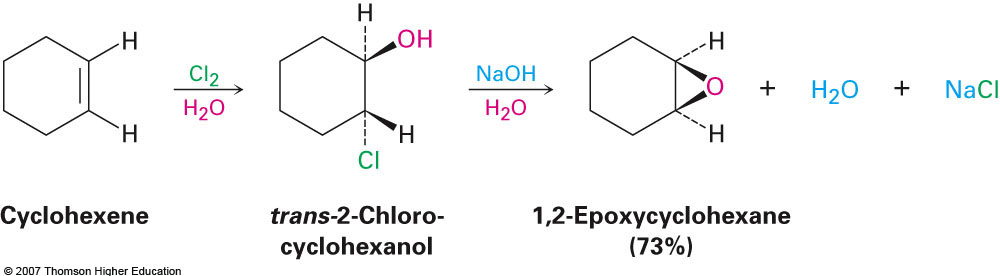 H
H
Cl₂
H₂O
H
OH
H
Cl
NaOH
H₂O
H
O
H
+ H₂O + NaCl
Cyclohexene
trans-2-Chloro-
cyclohexanol
1,2-Epoxycyclohexane
(73%)
© 2007 Thomson Higher Education